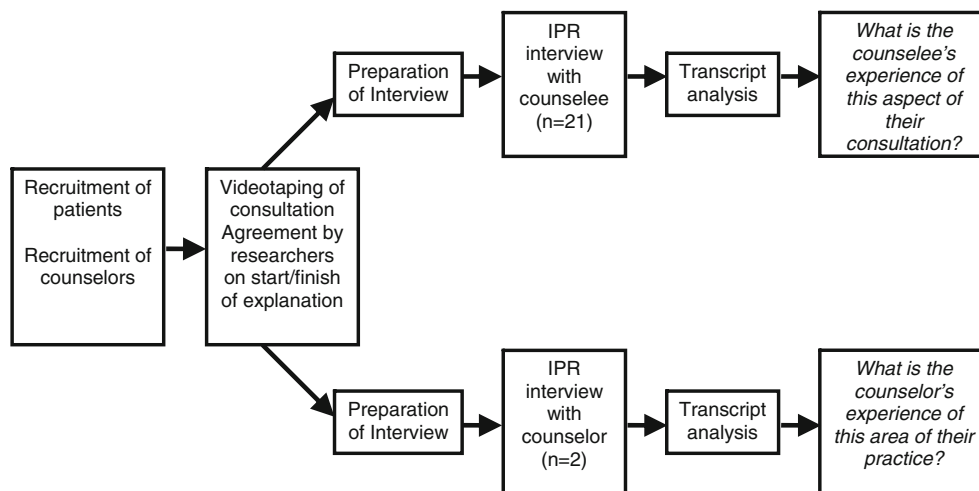 Recruitment of
patients
Recruitment of
counselors
Videotaping of
consultation
Agreement by
researchers
on start/finish
of explanation
Preparation
of Interview
IPR
interview
with
counselee
(n=21)
Transcript
analysis
What is the
counselee's
experience of
this aspect of
their
consultation?
Preparation
of Interview
IPR
interview
with
counselor
(n=2)
Transcript
analysis
What is the
counselor's
experience of
this area of their
practice?